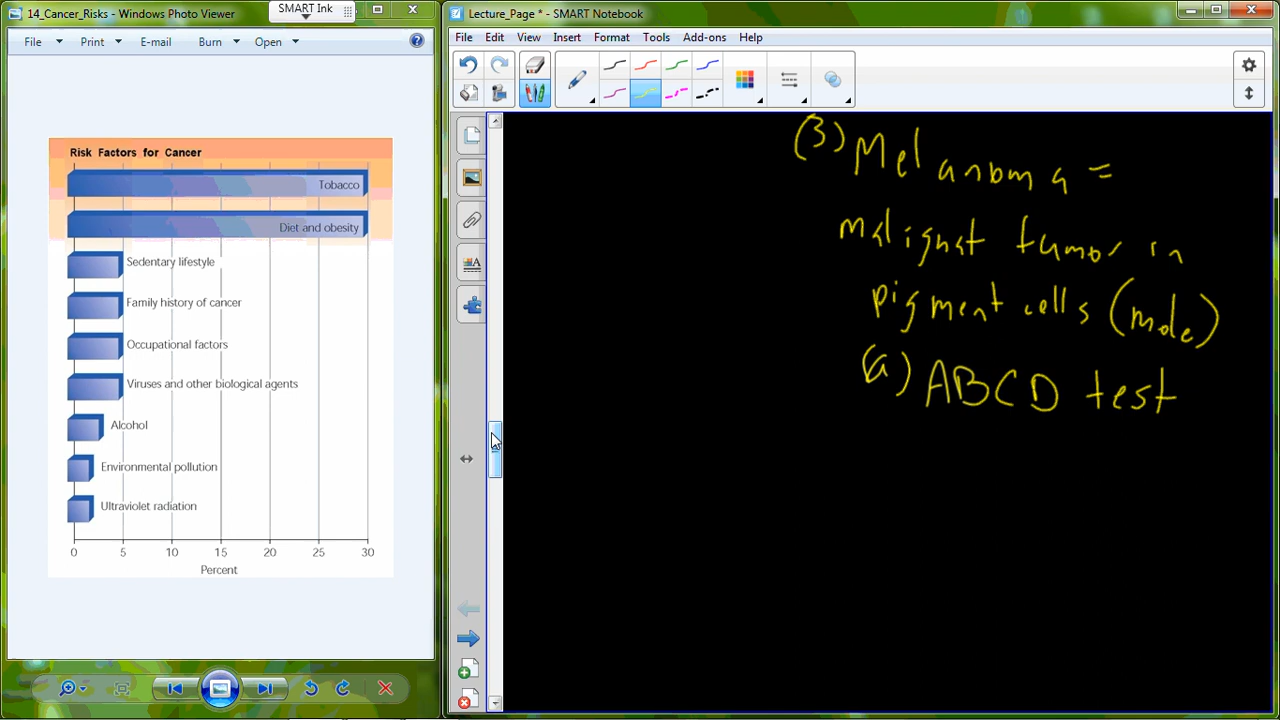 14_Cancer_Risks - Windows Photo Viewer
SMART Ink
File Print E-mail Burn Open
Risk Factors for Cancer
Tobacco
Diet and obesity
Sedentary lifestyle
Family history of cancer
Occupational factors
Viruses and other biological agents
Alcohol
Environmental pollution
Ultraviolet radiation
0 5 10 15 20 25 30
Percent
Lecture_Page * - SMART Notebook
File Edit View Insert Format Tools Add-ons Help
(3) Melanoma =
malignat tumor in
pigment cells (mole)
(a) ABCD test